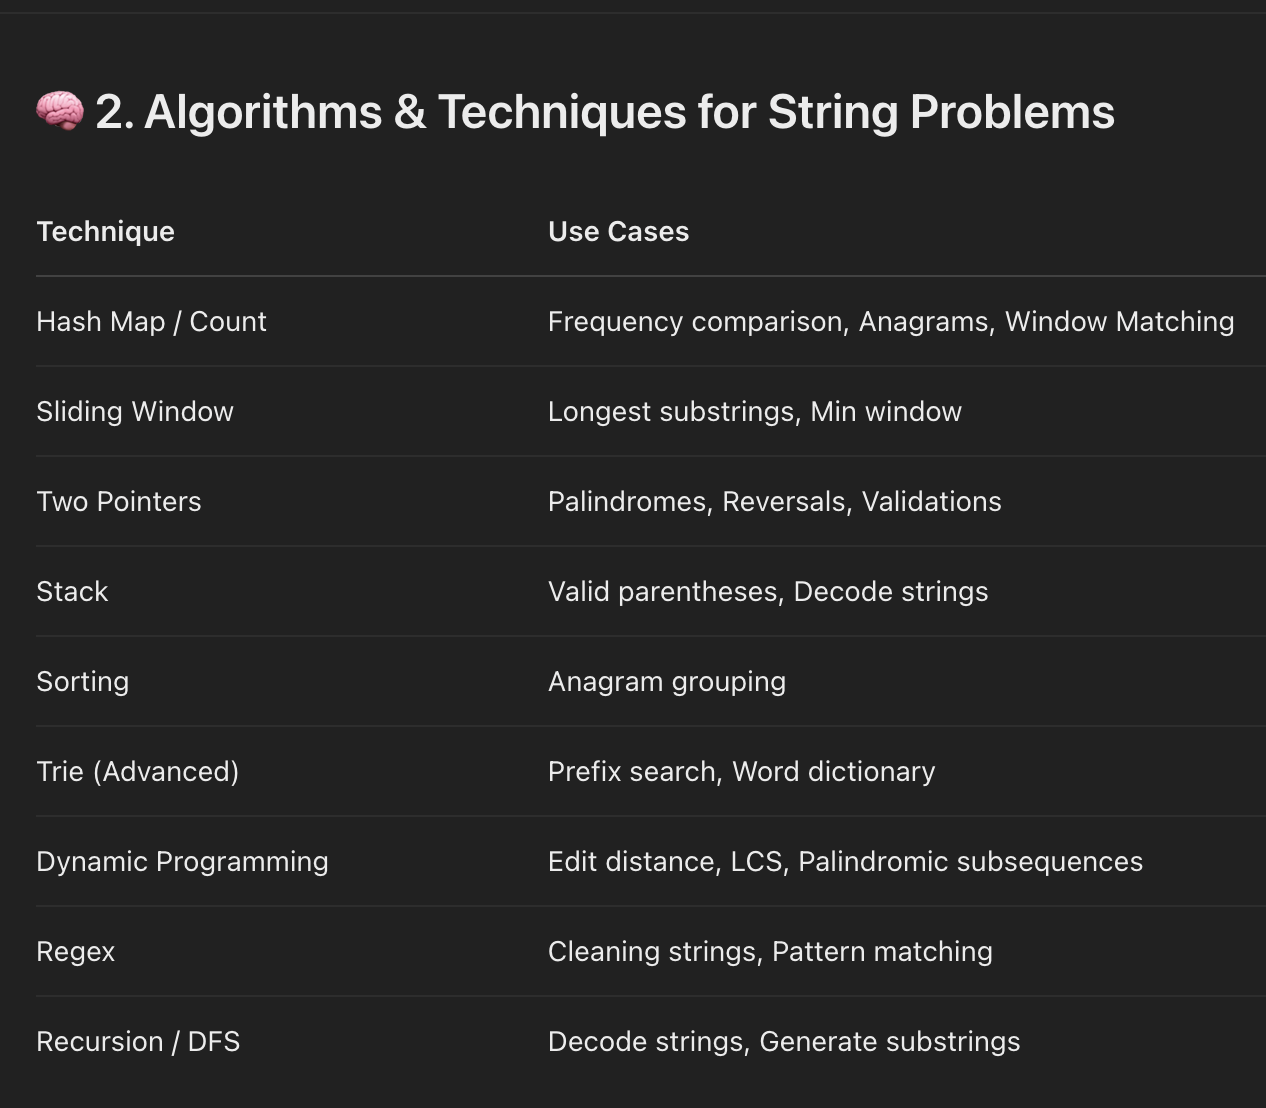 🧠 2. Algorithms & Techniques for String Problems
Technique Use Cases
Hash Map / Count Frequency comparison, Anagrams, Window Matching
Sliding Window Longest substrings, Min window
Two Pointers Palindromes, Reversals, Validations
Stack Valid parentheses, Decode strings
Sorting Anagram grouping
Trie (Advanced) Prefix search, Word dictionary
Dynamic Programming Edit distance, LCS, Palindromic subsequences
Regex Cleaning strings, Pattern matching
Recursion / DFS Decode strings, Generate substrings